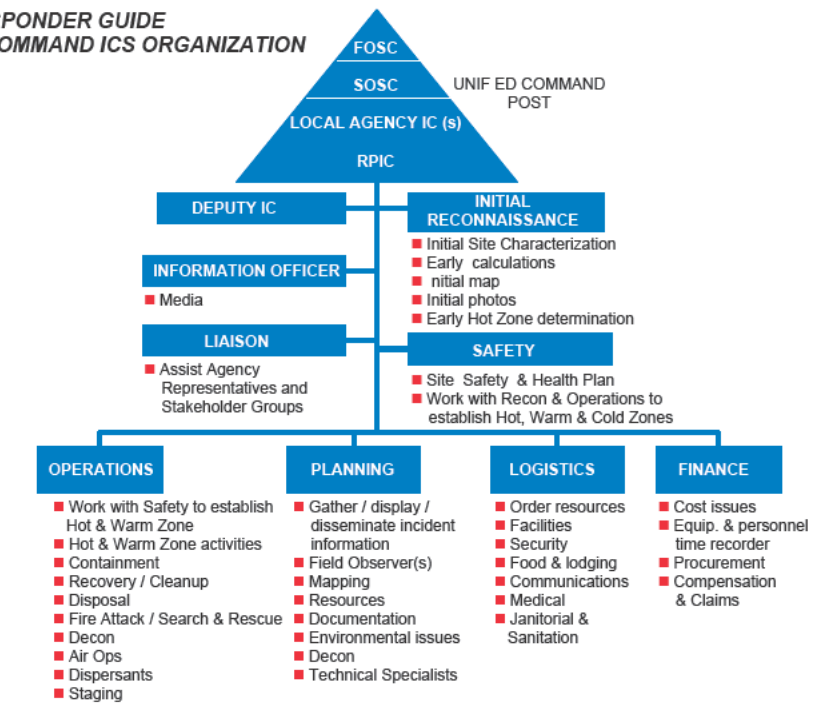 SPONDER GUIDE
OMMAND ICS ORGANIZATION
FOSC
SOSC
LOCAL AGENCY IC (s)
RPIC
UNIF ED COMMAND
POST
DEPUTY IC
INITIAL
RECONNAISSANCE
Initial Site Characterization
Early calculations
nitial map
Initial photos
Early Hot Zone determination
INFORMATION OFFICER
Media
LIAISON
Assist Agency
Representatives and
Stakeholder Groups
SAFETY
Site Safety & Health Plan
Work with Recon & Operations to
establish Hot, Warm & Cold Zones
OPERATIONS
Work with Safety to establish
Hot & Warm Zone
Hot & Warm Zone activities
Containment
Recovery / Cleanup
Disposal
Fire Attack / Search & Rescue
Decon
Air Ops
Dispersants
Staging
PLANNING
Gather / display /
disseminate incident
information
Field Observer(s)
Mapping
Resources
Documentation
Environmental issues
Decon
Technical Specialists
LOGISTICS
Order resources
Facilities
Security
Food & lodging
Communications
Medical
Janitorial &
Sanitation
FINANCE
Cost issues
Equip. & personnel
time recorder
Procurement
Compensation
& Claims